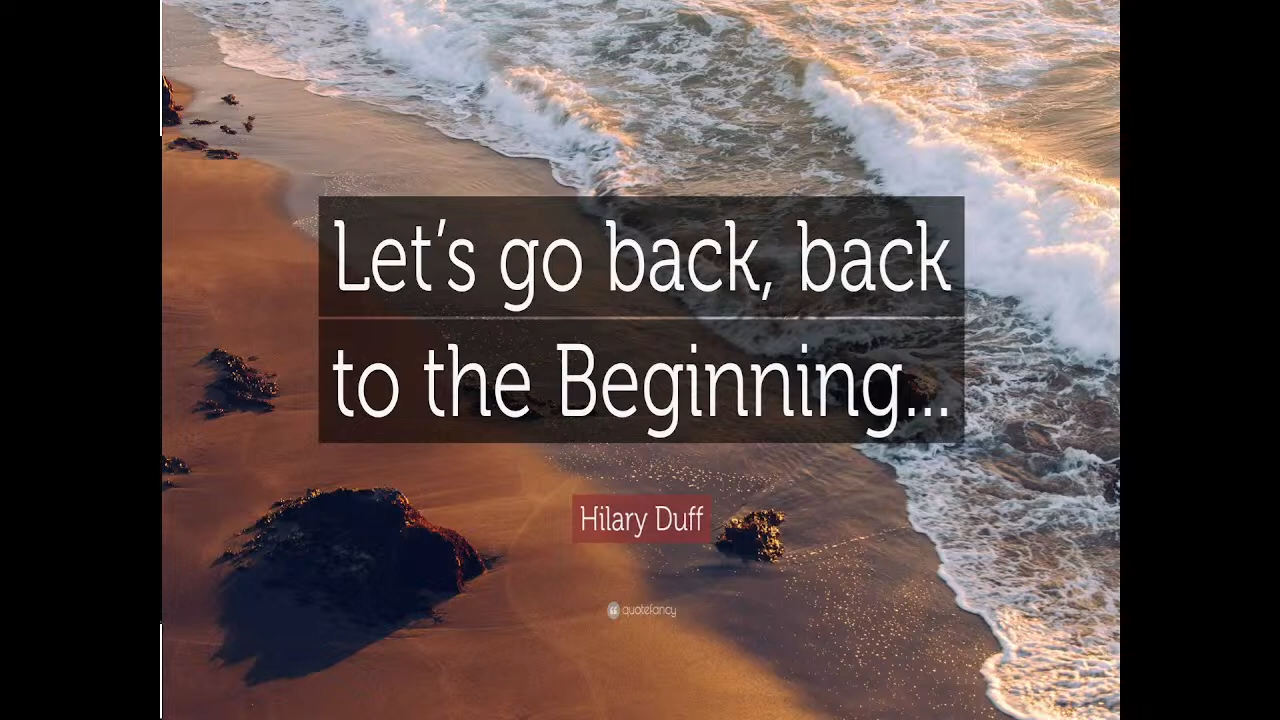 Let’s go back, back
to the Beginning...
Hilary Duff
quotefancy